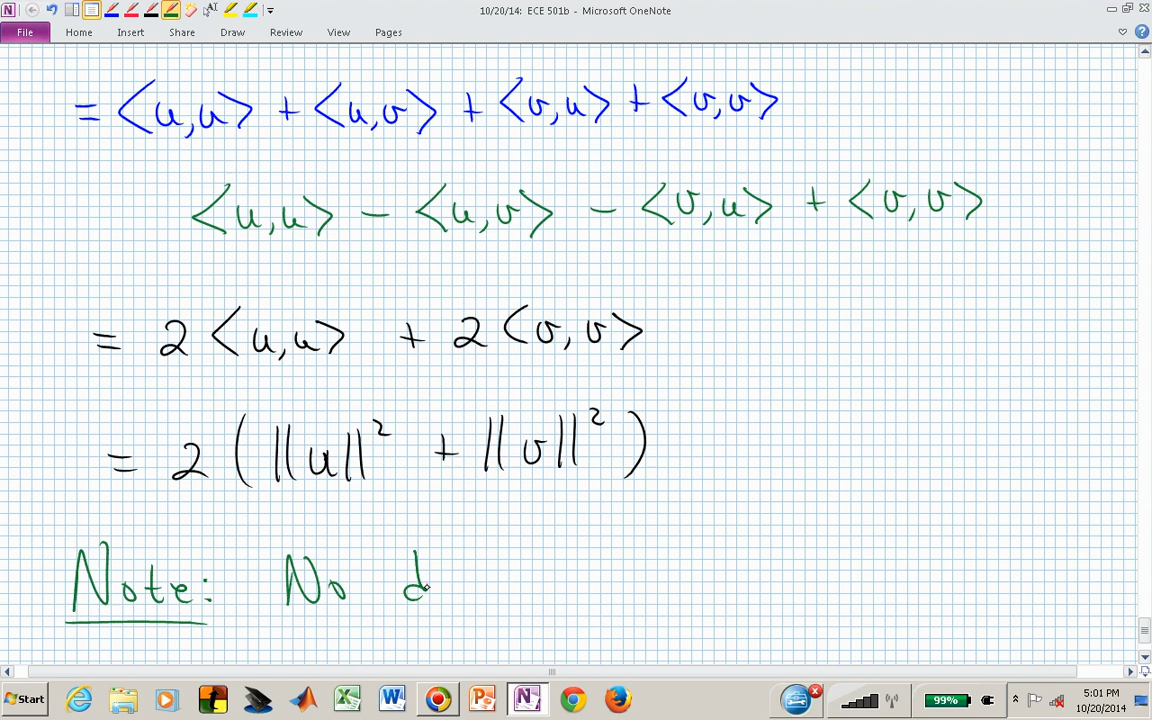 10/20/14: ECE 501b - Microsoft OneNote
File Home Insert Share Draw Review View Pages
= <u,u> + <u,v> + <v,u> + <v,v>
<u,u> - <u,v> - <v,u> + <v,v>
= 2 <u,u> + 2 <v,v>
= 2 ( ||u||² + ||v||² )
Note: No d
Start 99% 5:01 PM
10/20/2014